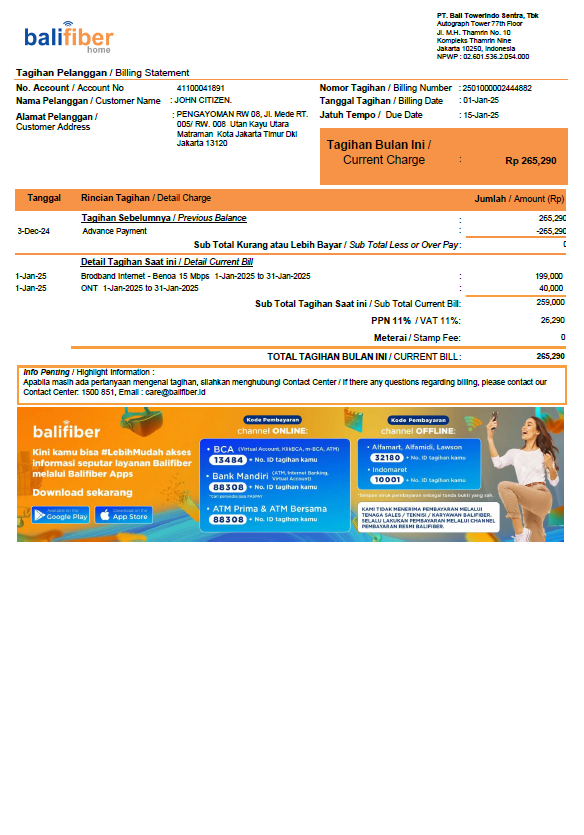 balifiber
home
PT. Bali Towerindo Sentra, Tbk
Autograph Tower 77th Floor
Jl. M.H. Thamrin No. 10
Kompleks Thamrin Nine
Jakarta 10250, Indonesia
NPWP : 02.601.536.2.054.000
Tagihan Pelanggan / Billing Statement
No. Account / Account No 41100041891
Nama Pelanggan / Customer Name : JOHN CITIZEN.
Alamat Pelanggan / Customer Address : PENGAYOMAN RW 08, Jl. Mede RT.
005/ RW. 008 Utan Kayu Utara
Matraman Kota Jakarta Timur Dki
Jakarta 13120
Nomor Tagihan / Billing Number : 2501000002444882
Tanggal Tagihan / Billing Date : 01-Jan-25
Jatuh Tempo / Due Date : 15-Jan-25
Tagihan Bulan Ini /
Current Charge : Rp 265,290
Tanggal Rincian Tagihan / Detail Charge Jumlah / Amount (Rp)
Tagihan Sebelumnya / Previous Balance : 265,290
3-Dec-24 Advance Payment : -265,290
Sub Total Kurang atau Lebih Bayar / Sub Total Less or Over Pay: 0
Detail Tagihan Saat ini / Detail Current Bill
1-Jan-25 Brodband Internet - Benoa 15 Mbps 1-Jan-2025 to 31-Jan-2025 : 199,000
1-Jan-25 ONT 1-Jan-2025 to 31-Jan-2025 : 40,000
Sub Total Tagihan Saat ini / Sub Total Current Bill: 259,000
PPN 11% / VAT 11%: 26,290
Meterai / Stamp Fee: 0
TOTAL TAGIHAN BULAN INI / CURRENT BILL: 265,290
Info Penting / Highlight Information :
Apabila masih ada pertanyaan mengenai tagihan, silahkan menghubungi Contact Center / If there any questions regarding billing, please contact our
Contact Center: 1500 851, Email : care@balifiber.id
balifiber
Kini kamu bisa #LebihMudah akses
informasi seputar layanan Balifiber
melalui Balifiber Apps
Download sekarang
Google Play
App Store
Kode Pembayaran
channel ONLINE:
• BCA (Virtual Account, KlikBCA, m-BCA, ATM)
13484 + No. ID tagihan kamu
• Bank Mandiri (ATM, Internet Banking,
Virtual Account)
88308 + No. ID tagihan kamu
• ATM Prima & ATM Bersama
88308 + No. ID tagihan kamu
Kode Pembayaran
channel OFFLINE:
• Alfamart, Alfamidi, Lawson
32180 + No. ID tagihan kamu
• Indomaret
10001 + No. ID tagihan kamu
*Simpan struk pembayaran sebagai tanda bukti yang sah.
KAMI TIDAK MENERIMA PEMBAYARAN MELALUI
TENAGA SALES / TEKNISI / KARYAWAN BALIFIBER.
SELALU LAKUKAN PEMBAYARAN MELALUI CHANNEL
PEMBAYARAN RESMI BALIFIBER.